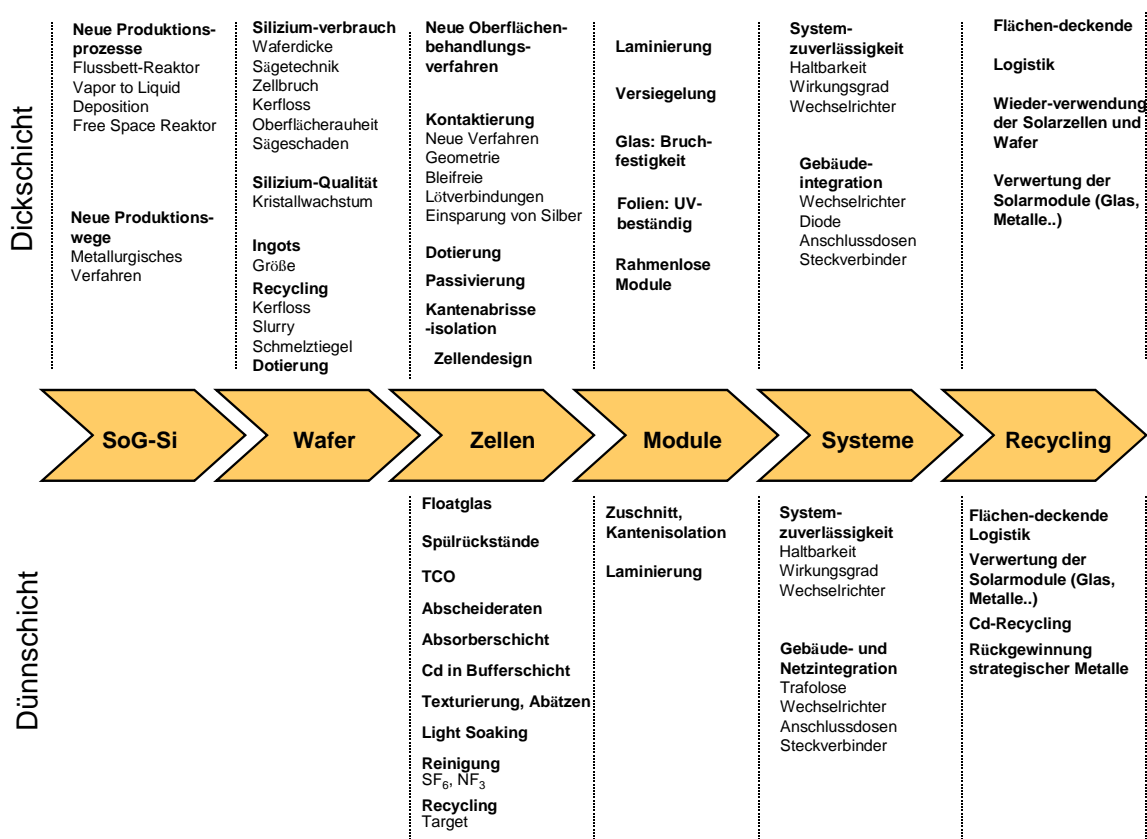 Dickschicht
Neue Produktions-
prozesse
Flussbett-Reaktor
Vapor to Liquid
Deposition
Free Space Reaktor
Neue Produktions-
wege
Metallurgisches
Verfahren
Silizium-verbrauch
Waferdicke
Sägetechnik
Zellbruch
Kerfloss
Oberflächerauheit
Sägeschaden
Silizium-Qualität
Kristallwachstum
Ingots
Größe
Recycling
Kerfloss
Slurry
Schmelztiegel
Dotierung
Neue Oberflächen-
behandlungs-
verfahren
Kontaktierung
Neue Verfahren
Geometrie
Bleifreie
Lötverbindungen
Einsparung von Silber
Dotierung
Passivierung
Kantenabrisse
-isolation
Zellendesign
Laminierung
Versiegelung
Glas: Bruch-
festigkeit
Folien: UV-
beständig
Rahmenlose
Module
System-
zuverlässigkeit
Haltbarkeit
Wirkungsgrad
Wechselrichter
Gebäude-
integration
Wechselrichter
Diode
Anschlussdosen
Steckverbinder
Flächen-deckende
Logistik
Wieder-verwendung
der Solarzellen und
Wafer
Verwertung der
Solarmodule (Glas,
Metalle..)
SoG-Si
Wafer
Zellen
Module
Systeme
Recycling
Dünnschicht
Floatglas
Spülrückstände
TCO
Abscheideraten
Absorberschicht
Cd in Bufferschicht
Texturierung, Abätzen
Light Soaking
Reinigung
SF6, NF3
Recycling
Target
Zuschnitt,
Kantenisolation
Laminierung
System-
zuverlässigkeit
Haltbarkeit
Wirkungsgrad
Wechselrichter
Gebäude- und
Netzintegration
Trafolose
Wechselrichter
Anschlussdosen
Steckverbinder
Flächen-deckende
Logistik
Verwertung der
Solarmodule (Glas,
Metalle..)
Cd-Recycling
Rückgewinnung
strategischer Metalle